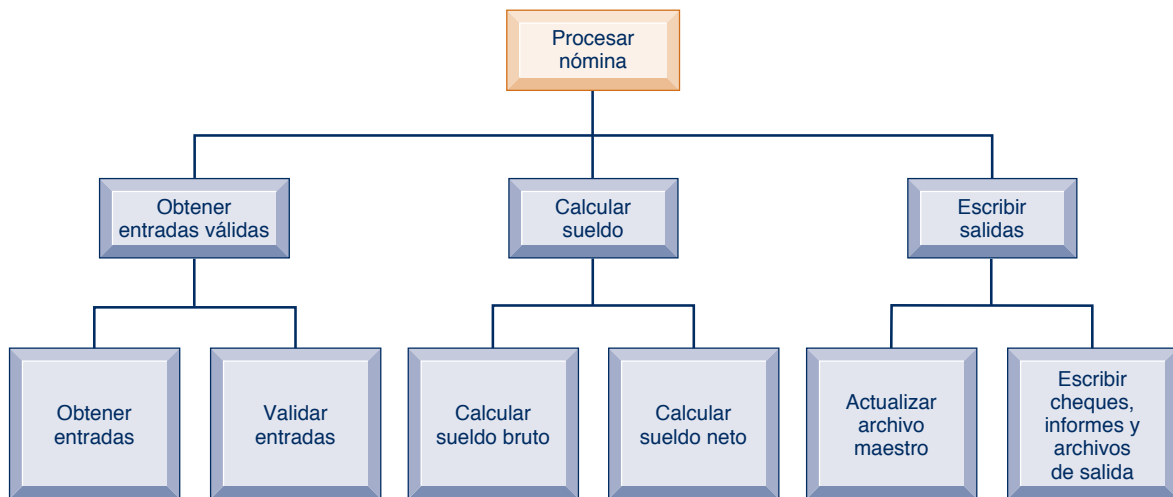 Procesar
nómina
Obtener
entradas válidas
Calcular
sueldo
Escribir
salidas
Obtener
entradas
Validar
entradas
Calcular
sueldo bruto
Calcular
sueldo neto
Actualizar
archivo
maestro
Escribir
cheques,
informes y
archivos
de salida